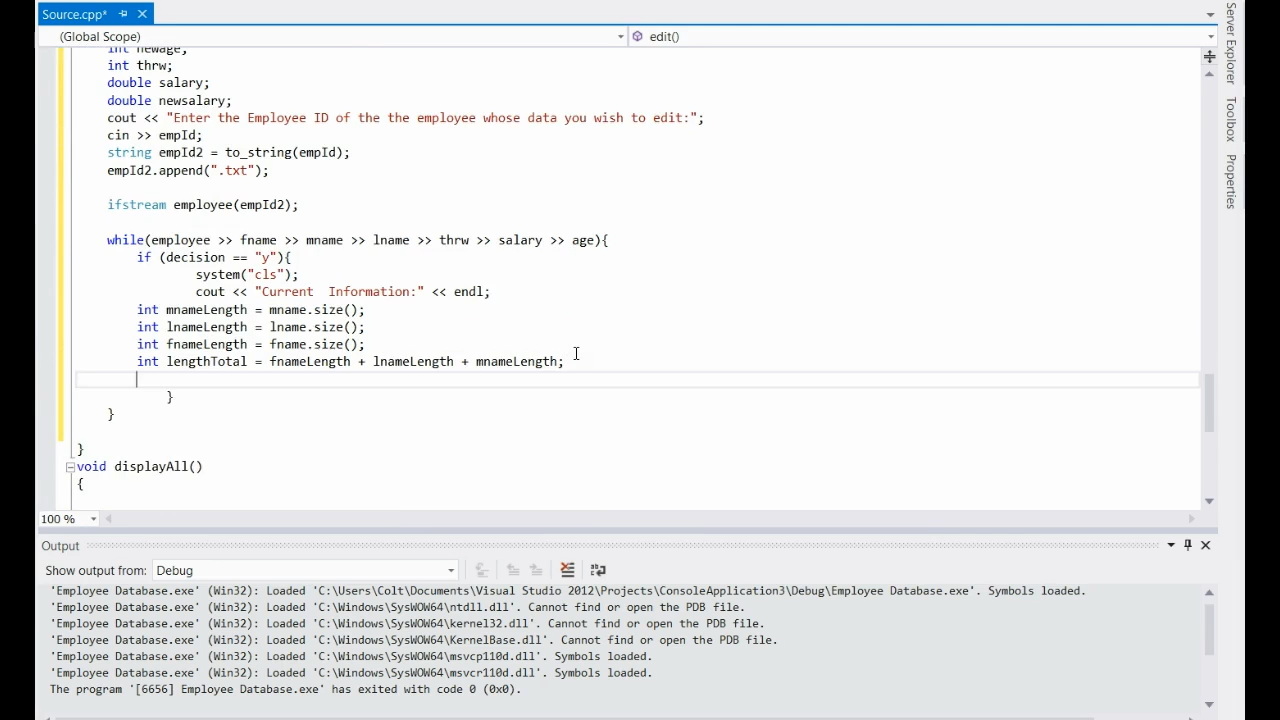 Source.cpp*
(Global Scope) edit()
int newage;
int thrw;
double salary;
double newsalary;
cout << "Enter the Employee ID of the the employee whose data you wish to edit:";
cin >> empId;
string empId2 = to_string(empId);
empId2.append(".txt");
ifstream employee(empId2);
while(employee >> fname >> mname >> lname >> thrw >> salary >> age){
if (decision == "y"){
system("cls");
cout << "Current  Information:" << endl;
int mnameLength = mname.size();
int lnameLength = lname.size();
int fnameLength = fname.size();
int lengthTotal = fnameLength + lnameLength + mnameLength;
}
}
}
void displayAll()
{
100 %
Output
Show output from: Debug
'Employee Database.exe' (Win32): Loaded 'C:\Users\Colt\Documents\Visual Studio 2012\Projects\ConsoleApplication3\Debug\Employee Database.exe'. Symbols loaded.
'Employee Database.exe' (Win32): Loaded 'C:\Windows\SysWOW64\ntdll.dll'. Cannot find or open the PDB file.
'Employee Database.exe' (Win32): Loaded 'C:\Windows\SysWOW64\kernel32.dll'. Cannot find or open the PDB file.
'Employee Database.exe' (Win32): Loaded 'C:\Windows\SysWOW64\KernelBase.dll'. Cannot find or open the PDB file.
'Employee Database.exe' (Win32): Loaded 'C:\Windows\SysWOW64\msvcp110d.dll'. Symbols loaded.
'Employee Database.exe' (Win32): Loaded 'C:\Windows\SysWOW64\msvcr110d.dll'. Symbols loaded.
The program '[6656] Employee Database.exe' has exited with code 0 (0x0).
Server Explorer
Toolbox
Properties